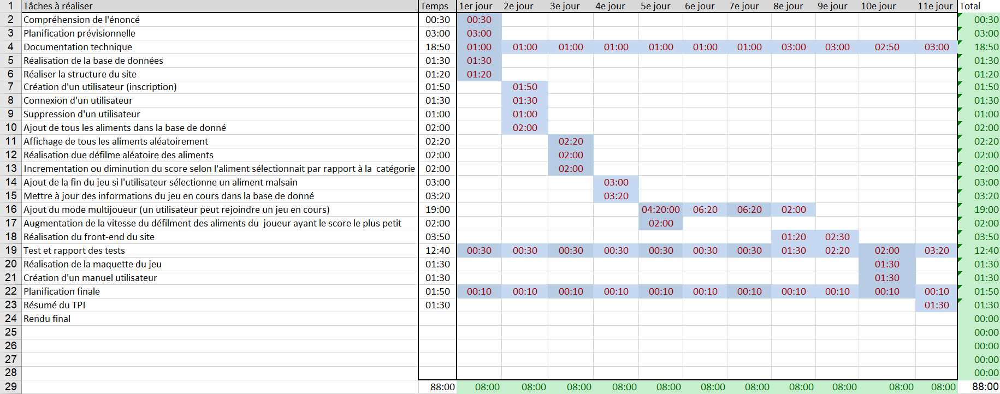 1 Tâches à réaliser Temps 1er jour 2e jour 3e jour 4e jour 5e jour 6e jour 7e jour 8e jour 9e jour 10e jour 11e jour Total
2 Compréhension de l'énoncé 00:30 00:30 00:30
3 Planification prévisionnelle 03:00 03:00 03:00
4 Documentation technique 18:50 01:00 01:00 01:00 01:00 01:00 01:00 01:00 03:00 03:00 02:50 03:00 18:50
5 Réalisation de la base de données 01:30 01:30 01:30
6 Réaliser la structure du site 01:20 01:20 01:20
7 Création d'un utilisateur (inscription) 01:50 01:50 01:50
8 Connexion d'un utilisateur 01:30 01:30 01:30
9 Suppression d'un utilisateur 01:00 01:00 01:00
10 Ajout de tous les aliments dans la base de donné 02:00 02:00 02:00
11 Affichage de tous les aliments aléatoirement 02:20 02:20 02:20
12 Réalisation due défilme aléatoire des aliments 02:00 02:00 02:00
13 Incrementation ou diminution du score selon l'aliment sélectionnait par rapport à la catégorie 02:00 02:00 02:00
14 Ajout de la fin du jeu si l'utilisateur sélectionne un aliment malsain 03:00 03:00 03:00
15 Mettre à jour des informations du jeu en cours dans la base de donné 03:20 03:20 03:20
16 Ajout du mode multijoueur (un utilisateur peut rejoindre un jeu en cours) 19:00 04:20:00 06:20 06:20 02:00 19:00
17 Augmentation de la vitesse du défilment des aliments du joueur ayant le score le plus petit 02:00 02:00 02:00
18 Réalisation du front-end du site 03:50 01:20 02:30 03:50
19 Test et rapport des tests 12:40 00:30 00:30 00:30 00:30 00:30 00:30 00:30 01:30 02:20 02:00 03:20 12:40
20 Réalisation de la maquette du jeu 01:30 01:30 01:30
21 Création d'un manuel utilisateur 01:30 01:30 01:30
22 Planification finale 01:50 00:10 00:10 00:10 00:10 00:10 00:10 00:10 00:10 00:10 00:10 00:10 01:50
23 Résumé du TPI 01:30 01:30 01:30
24 Rendu final 00:00
25 00:00
26 00:00
27 00:00
28 00:00
29 88:00 08:00 08:00 08:00 08:00 08:00 08:00 08:00 08:00 08:00 08:00 08:00 88:00